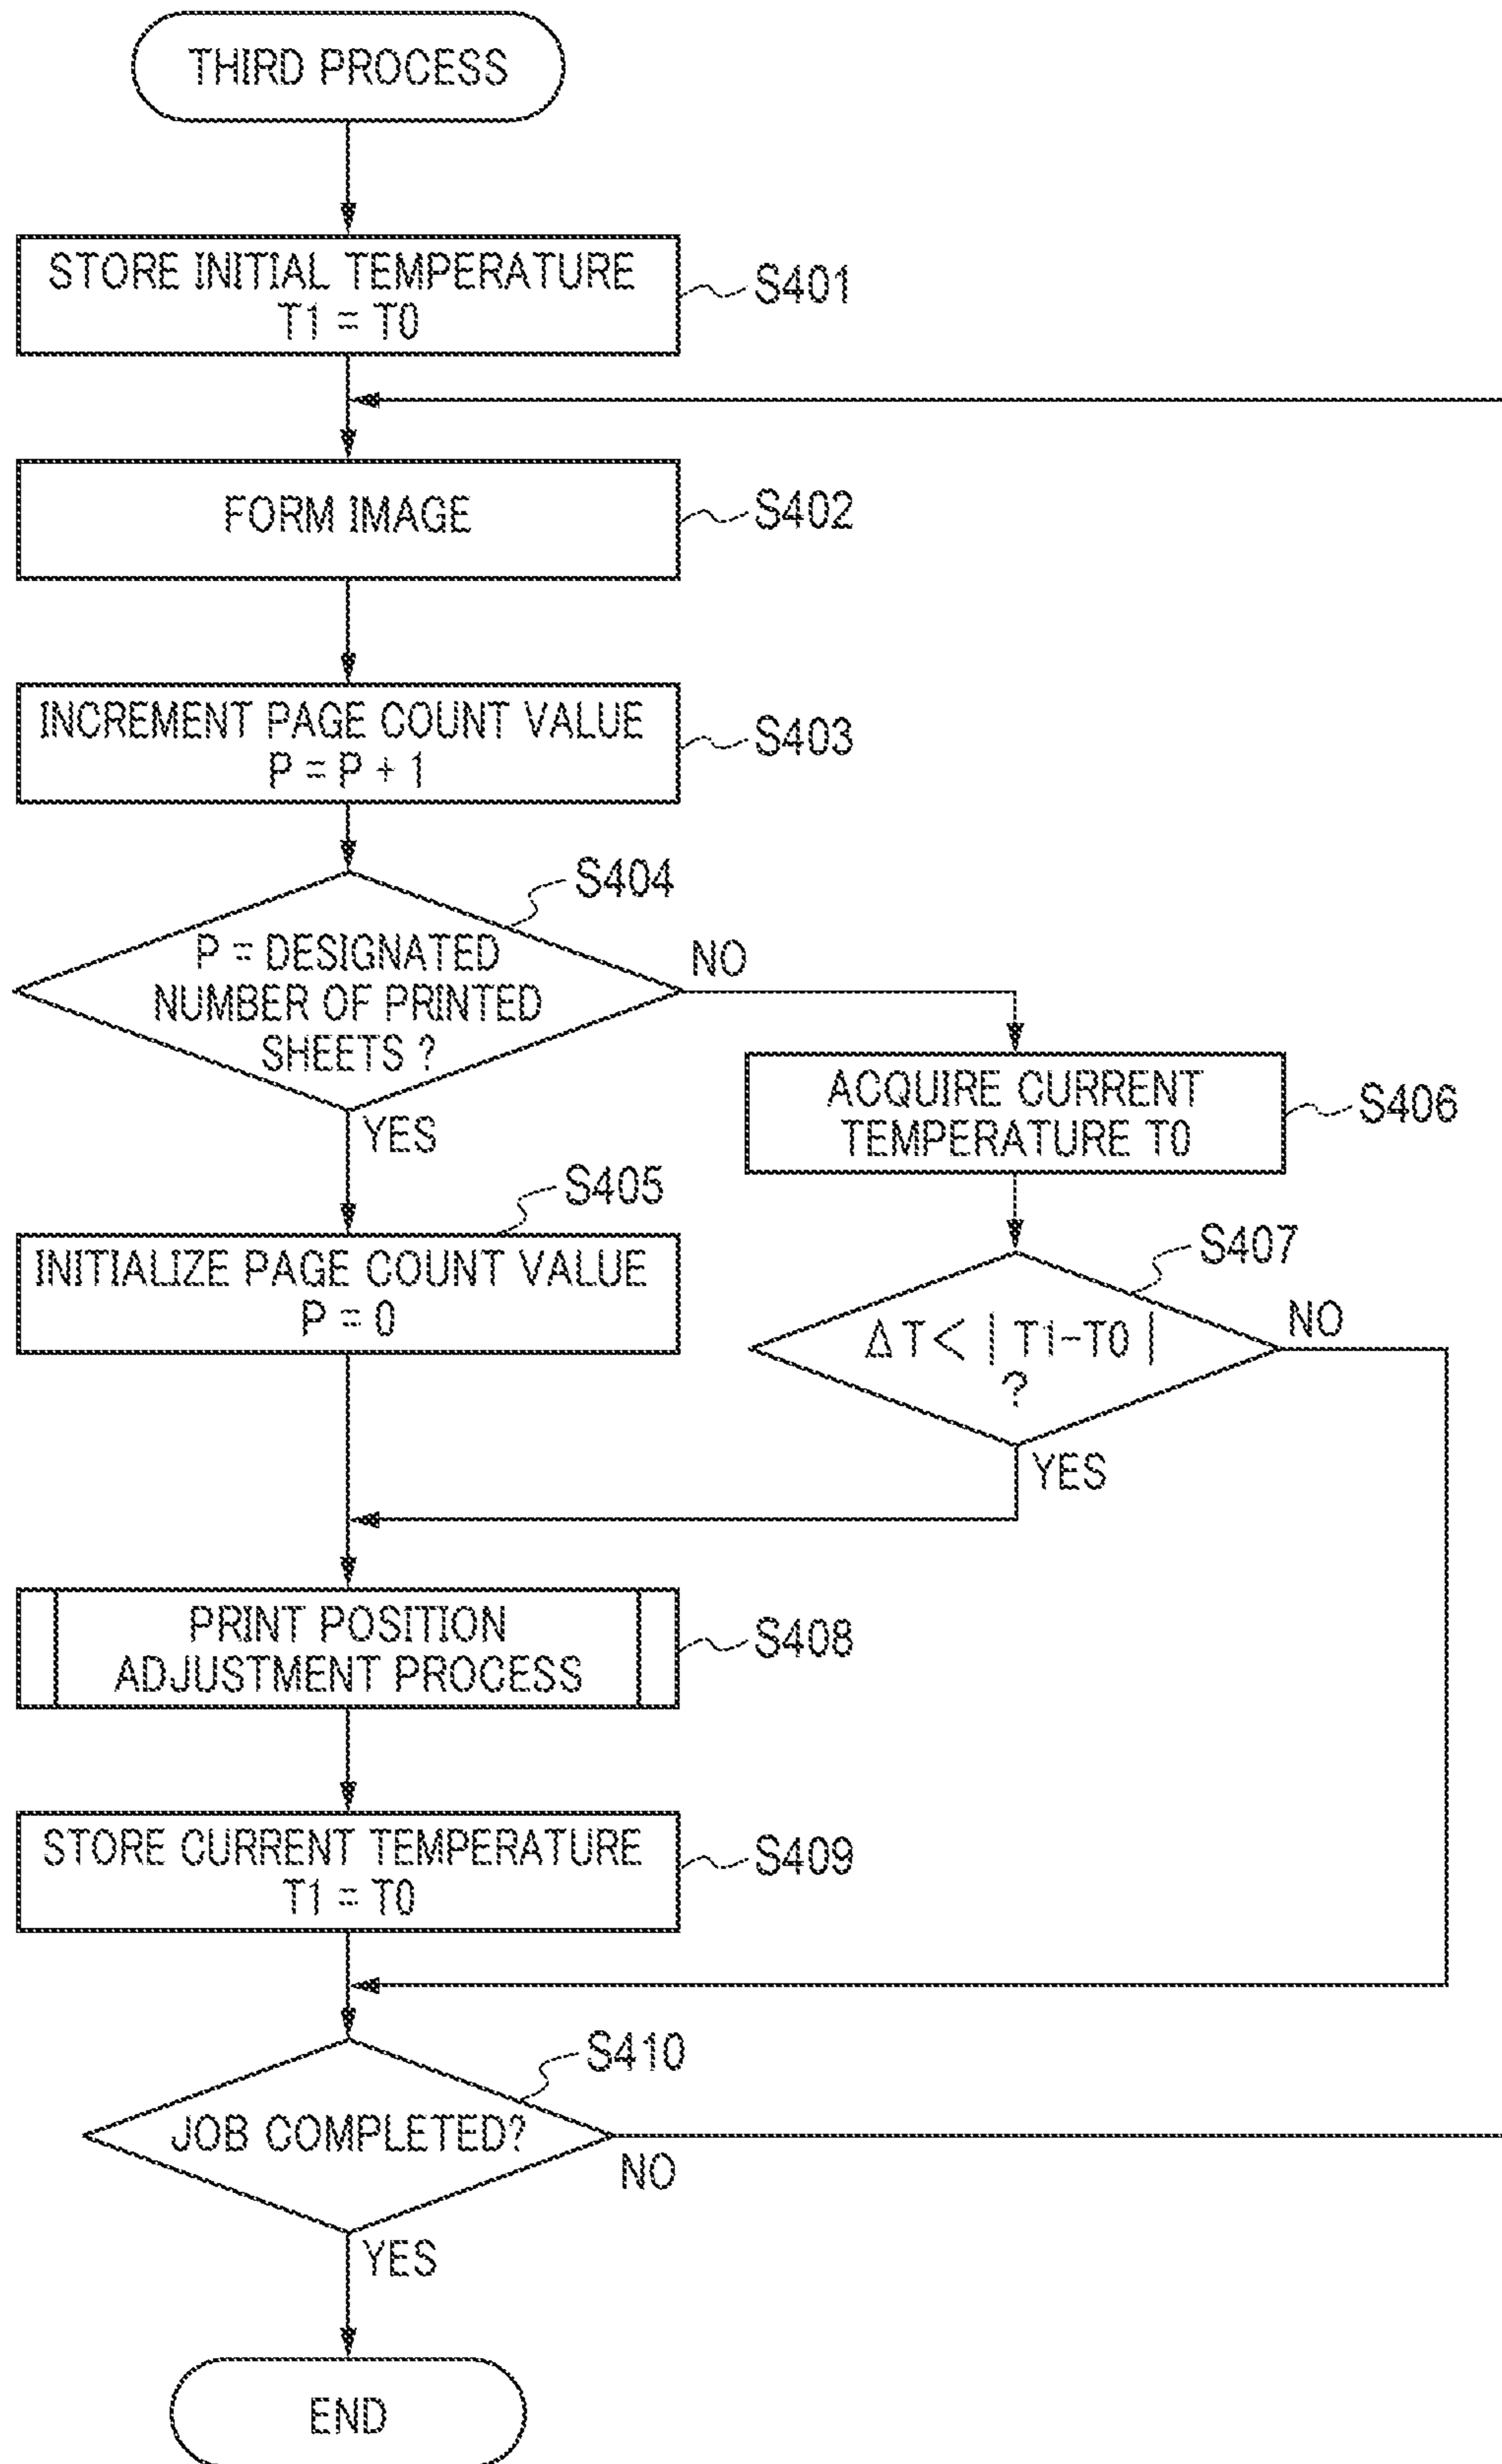 THIRD PROCESS
STORE INITIAL TEMPERATURE
T1 = T0
S401
FORM IMAGE
S402
INCREMENT PAGE COUNT VALUE
P = P + 1
S403
S404
P = DESIGNATED
NUMBER OF PRINTED
SHEETS ?
NO
YES
ACQUIRE CURRENT
TEMPERATURE T0
S406
S405
INITIALIZE PAGE COUNT VALUE
P = 0
S407
ΔT < | T1-T0 |
?
NO
YES
PRINT POSITION
ADJUSTMENT PROCESS
S408
STORE CURRENT TEMPERATURE
T1 = T0
S409
S410
JOB COMPLETED?
NO
YES
END